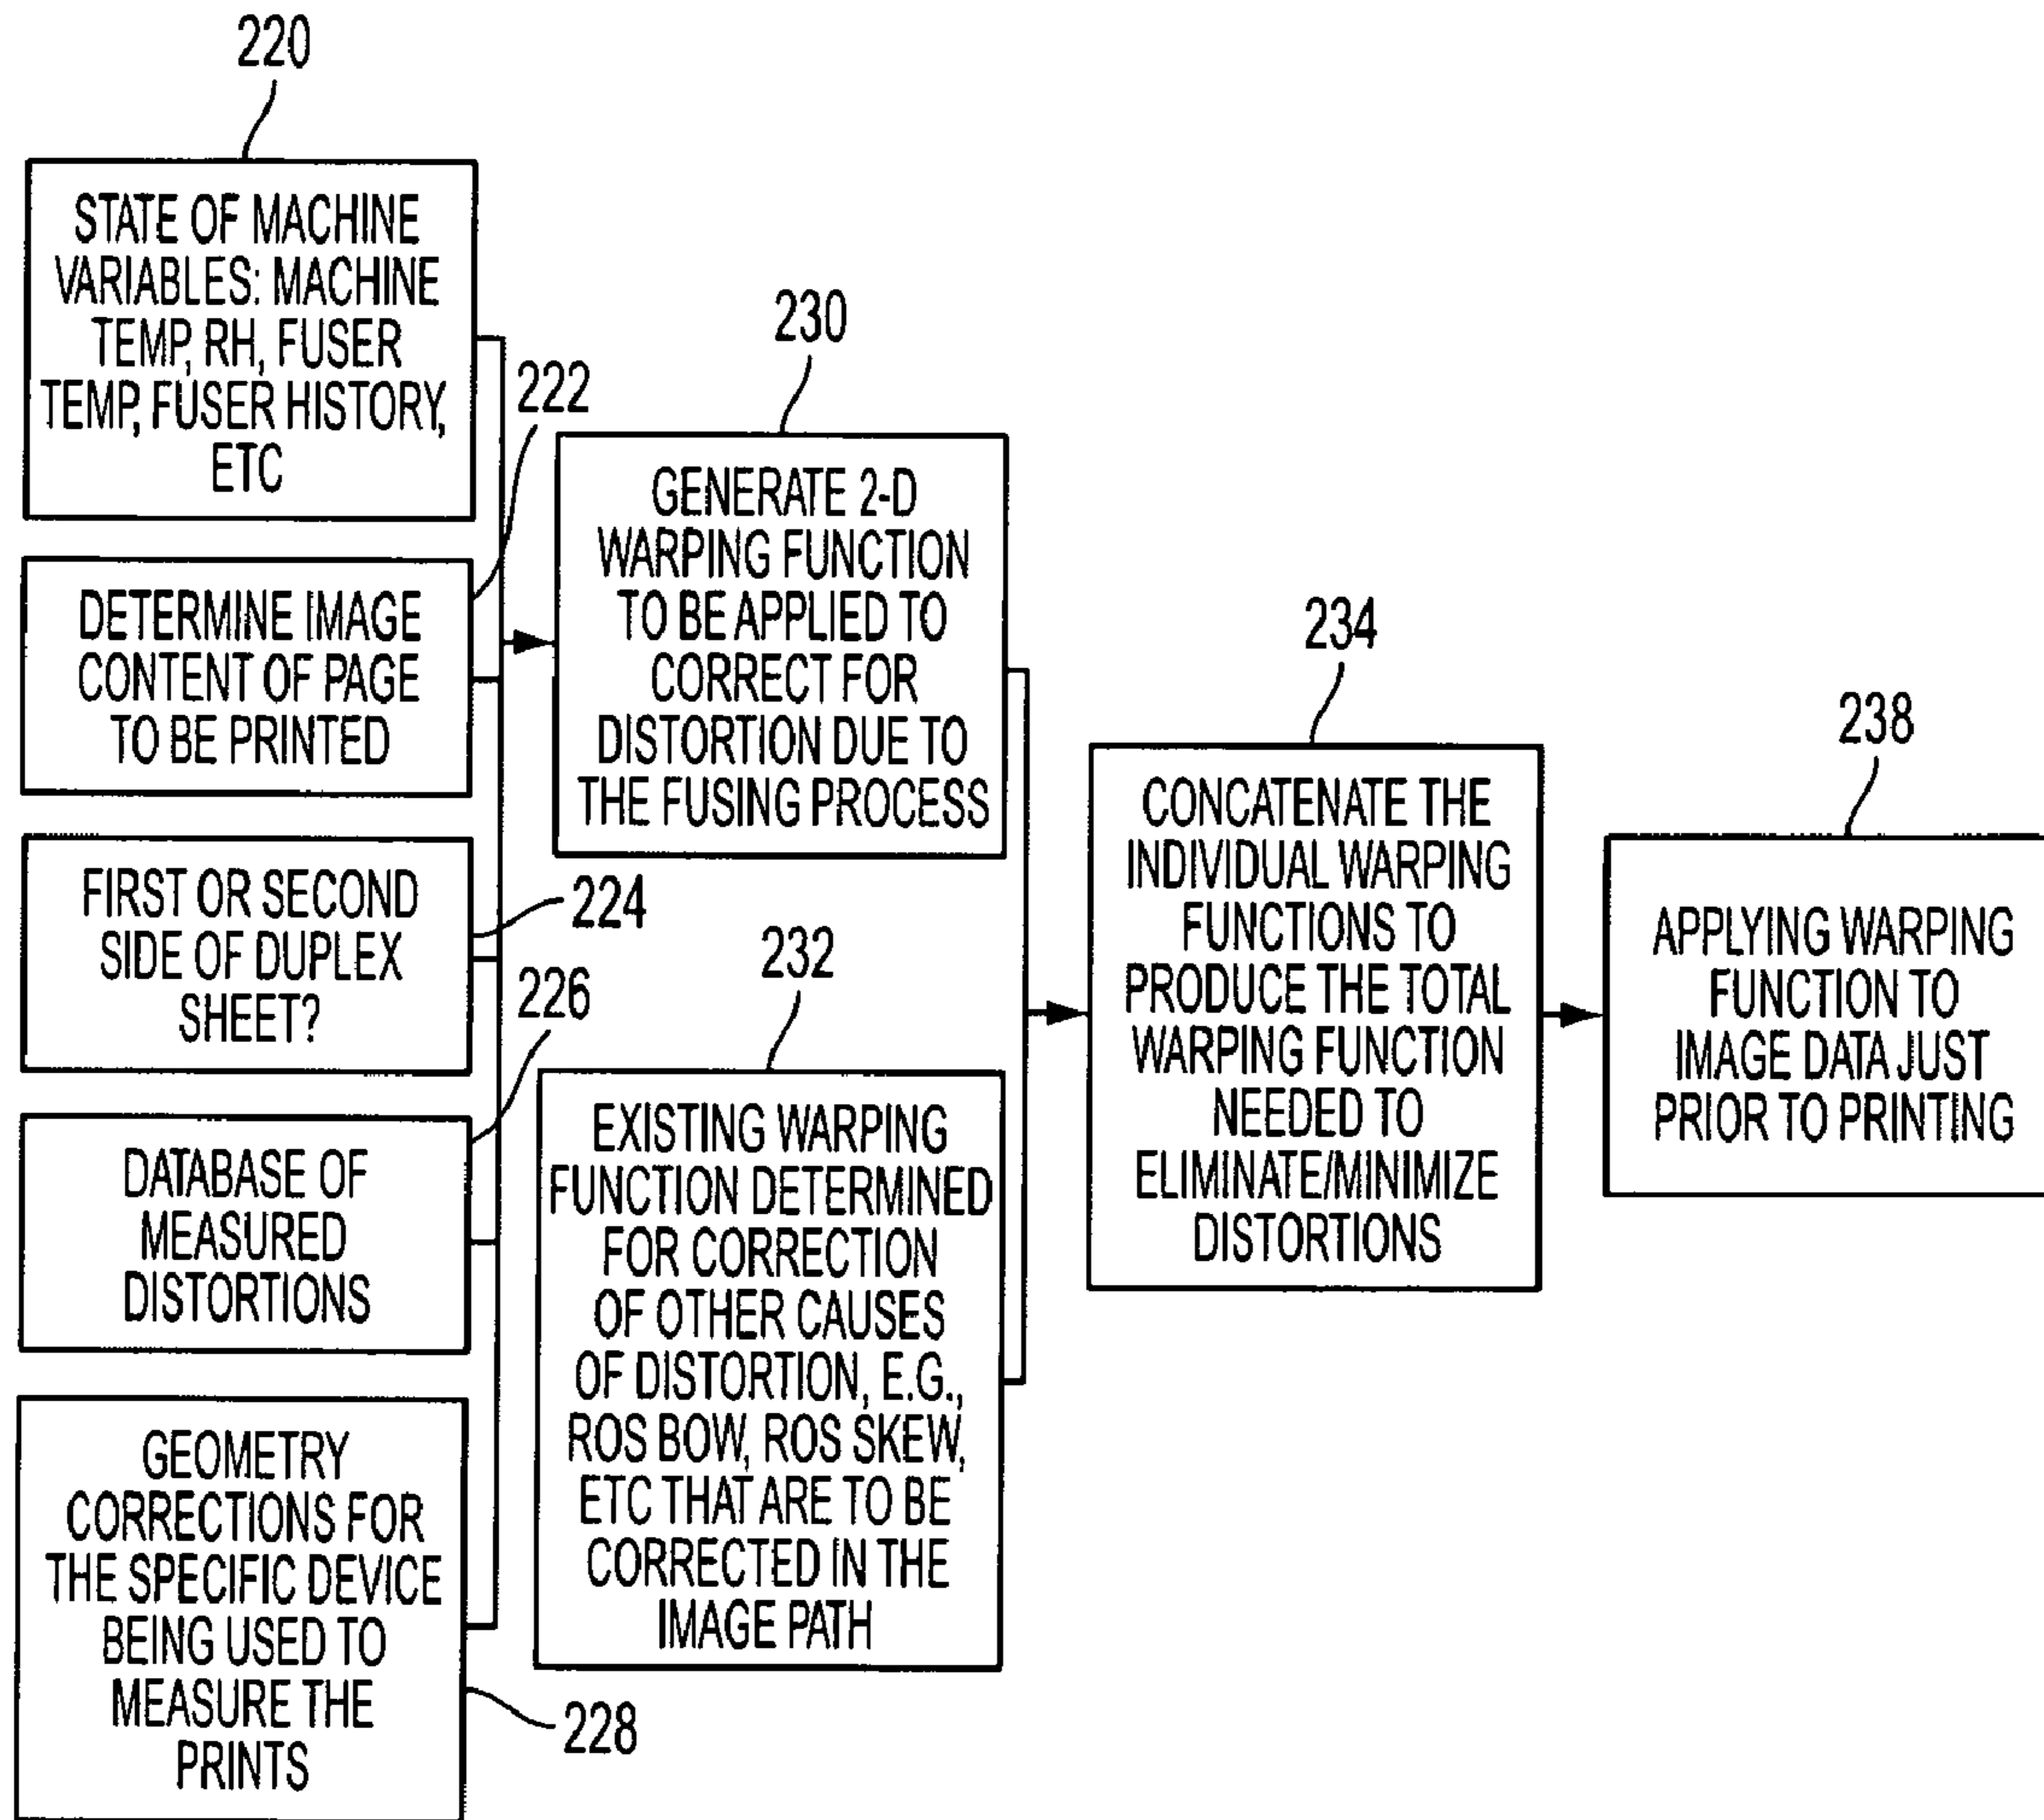 220
STATE OF MACHINE
VARIABLES: MACHINE
TEMP, RH, FUSER
TEMP, FUSER HISTORY,
ETC
222
DETERMINE IMAGE
CONTENT OF PAGE
TO BE PRINTED
FIRST OR SECOND
SIDE OF DUPLEX
SHEET?
224
226
DATABASE OF
MEASURED
DISTORTIONS
GEOMETRY
CORRECTIONS FOR
THE SPECIFIC DEVICE
BEING USED TO
MEASURE THE
PRINTS
228
230
GENERATE 2-D
WARPING FUNCTION
TO BE APPLIED TO
CORRECT FOR
DISTORTION DUE TO
THE FUSING PROCESS
232
EXISTING WARPING
FUNCTION DETERMINED
FOR CORRECTION
OF OTHER CAUSES
OF DISTORTION, E.G.,
ROS BOW, ROS SKEW,
ETC THAT ARE TO BE
CORRECTED IN THE
IMAGE PATH
234
CONCATENATE THE
INDIVIDUAL WARPING
FUNCTIONS TO
PRODUCE THE TOTAL
WARPING FUNCTION
NEEDED TO
ELIMINATE/MINIMIZE
DISTORTIONS
238
APPLYING WARPING
FUNCTION TO
IMAGE DATA JUST
PRIOR TO PRINTING